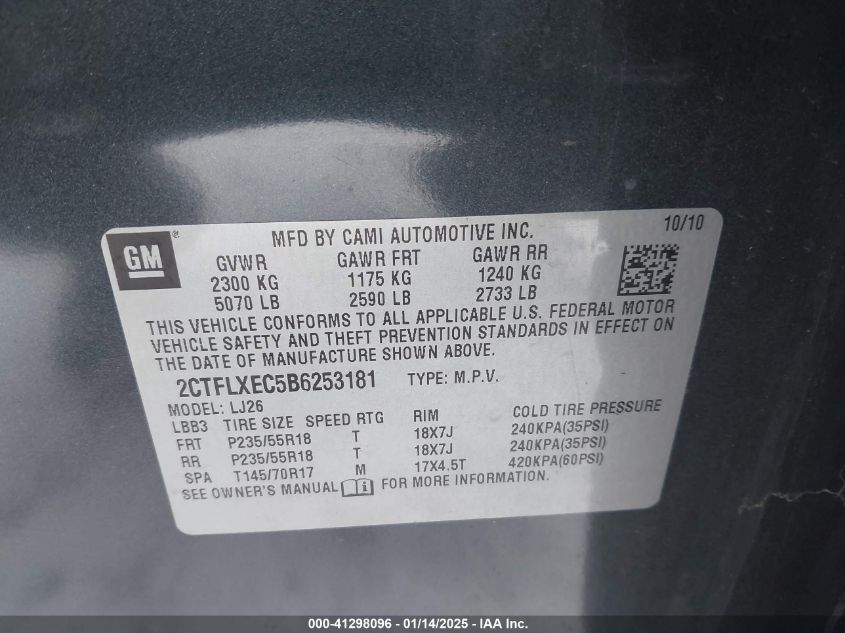 GM
®
MFD BY CAMI AUTOMOTIVE INC.
10/10
GVWR GAWR FRT GAWR RR
2300 KG 1175 KG 1240 KG
5070 LB 2590 LB 2733 LB
THIS VEHICLE CONFORMS TO ALL APPLICABLE U.S. FEDERAL MOTOR
VEHICLE SAFETY AND THEFT PREVENTION STANDARDS IN EFFECT ON
THE DATE OF MANUFACTURE SHOWN ABOVE.
2CTFLXEC5B6253181 TYPE: M.P.V.
MODEL: LJ26
LBB3 TIRE SIZE SPEED RTG RIM COLD TIRE PRESSURE
FRT P235/55R18 T 18X7J 240KPA(35PSI)
RR P235/55R18 T 18X7J 240KPA(35PSI)
SPA T145/70R17 M 17X4.5T 420KPA(60PSI)
SEE OWNER'S MANUAL i FOR MORE INFORMATION.
000-41298096 - 01/14/2025 - IAA Inc.